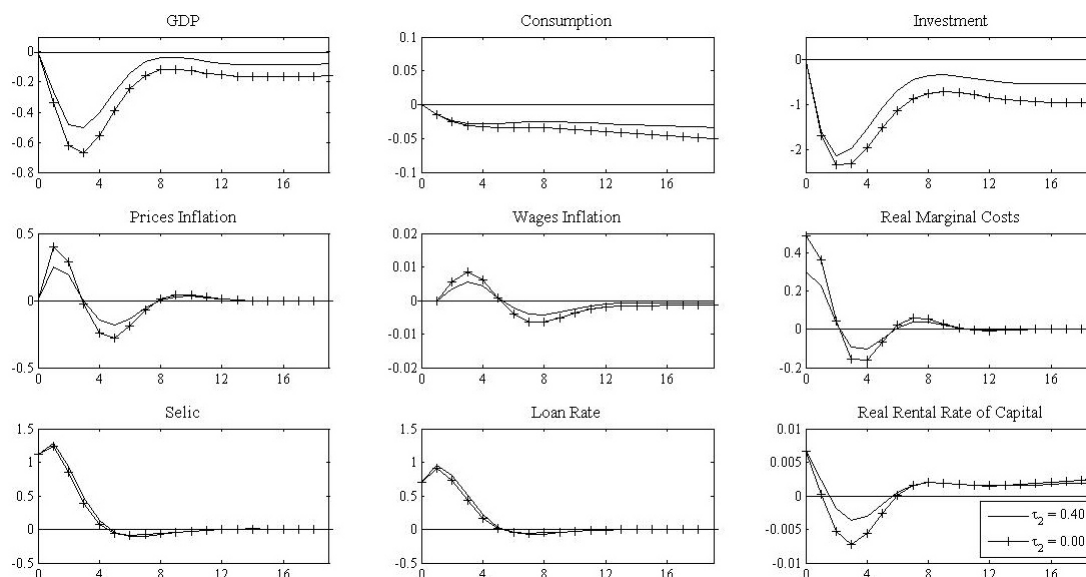 GDP
0
-0.2
-0.4
-0.6
-0.8
0 4 8 12 16
Consumption
0.1
0.05
0
-0.05
-0.1
0 4 8 12 16
Investment
0
-1
-2
0 4 8 12 16
Prices Inflation
0.5
0
-0.5
0 4 8 12 16
Wages Inflation
0.02
0.01
0
-0.01
-0.02
0 4 8 12 16
Real Marginal Costs
0.4
0.2
0
-0.2
0 4 8 12 16
Selic
1.5
1
0.5
0
-0.5
0 4 8 12 16
Loan Rate
1.5
1
0.5
0
-0.5
0 4 8 12 16
Real Rental Rate of Capital
0.01
0.005
0
-0.005
-0.01
0 4 8 12
τ2 = 0.40
τ2 = 0.00